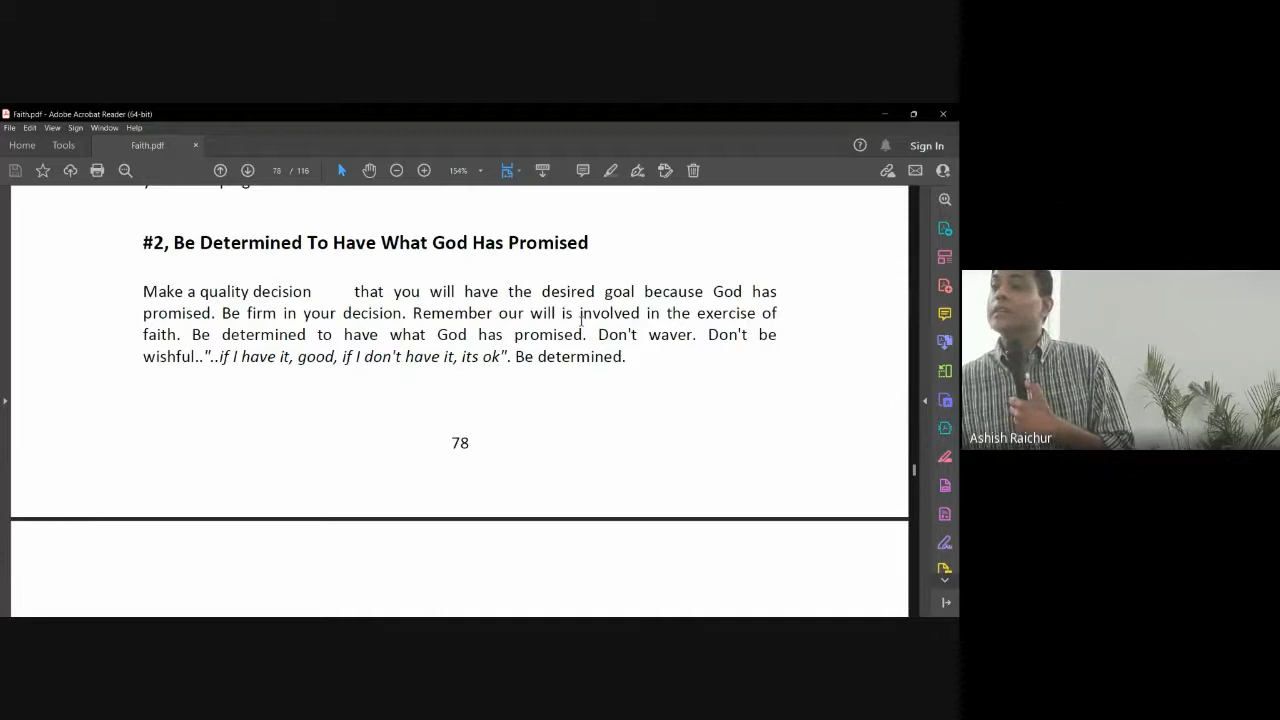 Faith.pdf - Adobe Acrobat Reader (64-bit)
File Edit View Sign Window Help
Home Tools Faith.pdf × Sign In
78 / 116 154%
#2, Be Determined To Have What God Has Promised
Make a quality decision that you will have the desired goal because God has
promised. Be firm in your decision. Remember our will is involved in the exercise of
faith. Be determined to have what God has promised. Don't waver. Don't be
wishful.."..if I have it, good, if I don't have it, its ok". Be determined.
78
Ashish Raichur